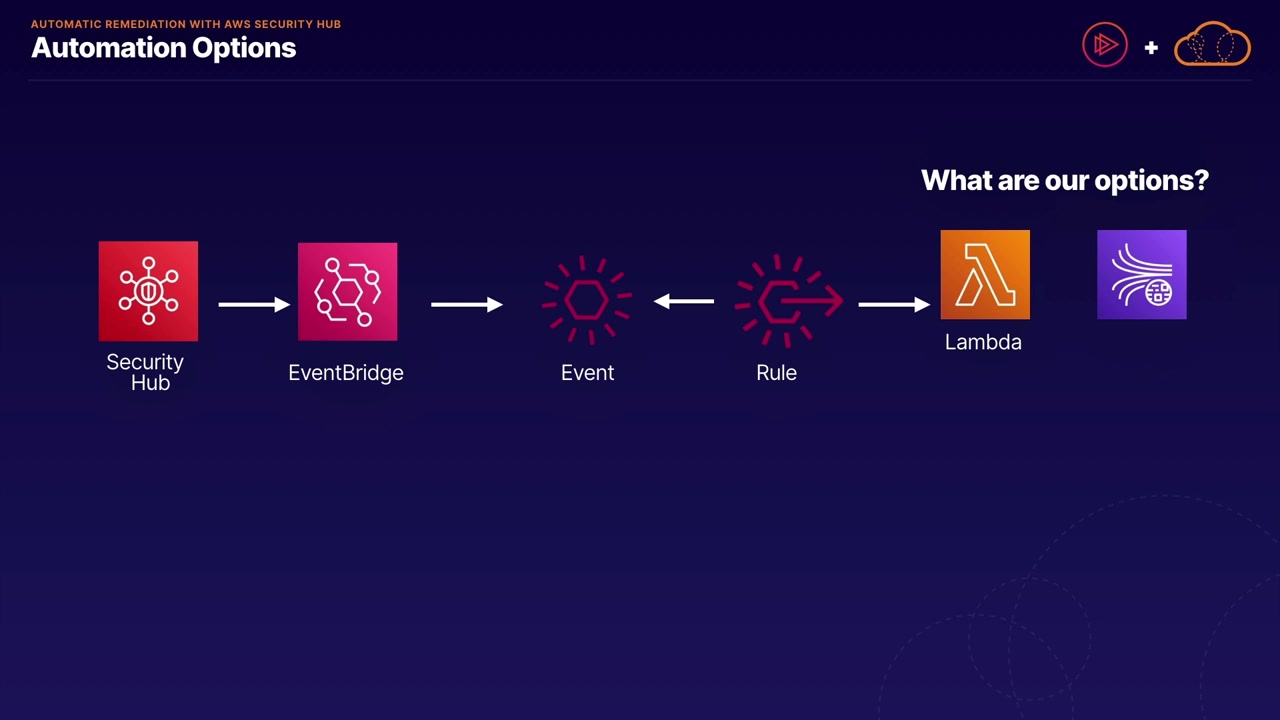 AUTOMATIC REMEDIATION WITH AWS SECURITY HUB
Automation Options
What are our options?
Security
Hub
EventBridge
Event
Rule
Lambda